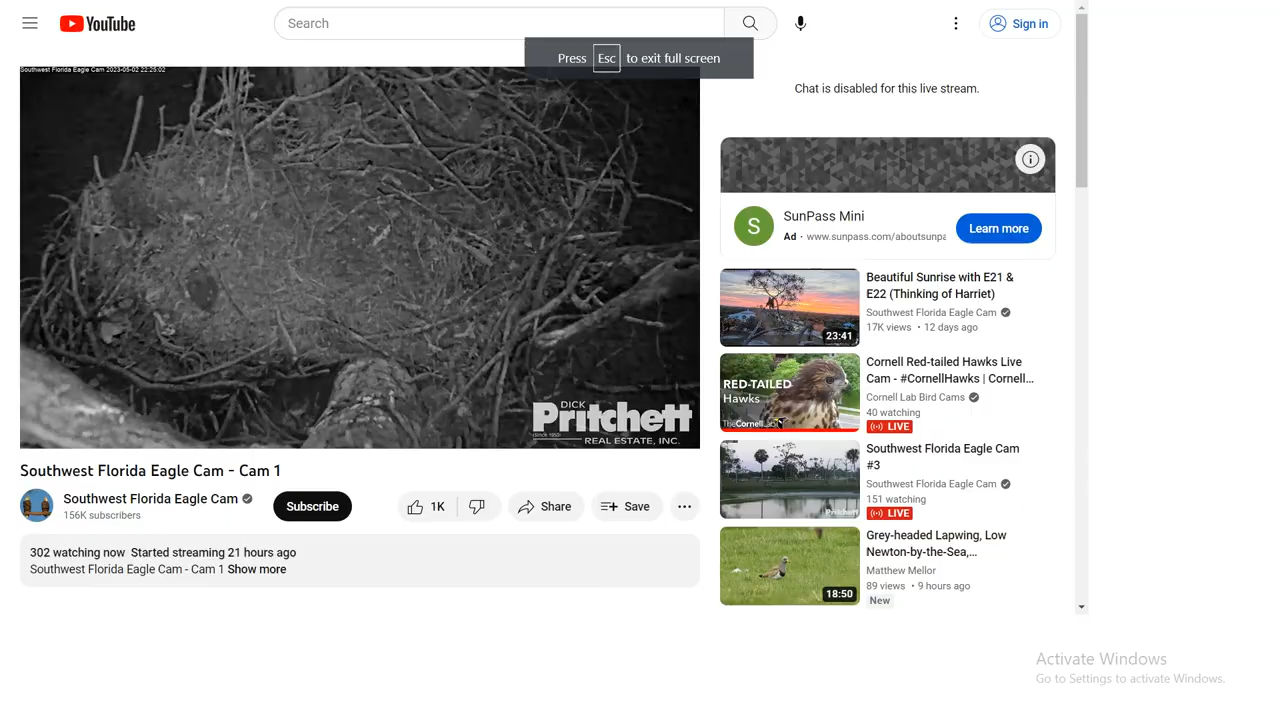 YouTube
Search
Sign in
Press Esc to exit full screen
Southwest Florida Eagle Cam 2023-05-02 22:25:02
DICK
Pritchett
(SINCE 1950)
REAL ESTATE, INC.
Southwest Florida Eagle Cam - Cam 1
Southwest Florida Eagle Cam
156K subscribers
Subscribe
1K
Share
Save
302 watching now Started streaming 21 hours ago
Southwest Florida Eagle Cam - Cam 1 Show more
Chat is disabled for this live stream.
S
SunPass Mini
Ad · www.sunpass.com/aboutsunpa
Learn more
23:41
Beautiful Sunrise with E21 &
E22 (Thinking of Harriet)
Southwest Florida Eagle Cam
17K views • 12 days ago
RED-TAILED
Hawks
TheCornellLab
Cornell Red-tailed Hawks Live
Cam - #CornellHawks | Cornell...
Cornell Lab Bird Cams
40 watching
LIVE
Pritchett
Southwest Florida Eagle Cam
#3
Southwest Florida Eagle Cam
151 watching
LIVE
18:50
Grey-headed Lapwing, Low
Newton-by-the-Sea,...
Matthew Mellor
89 views • 9 hours ago
New
Activate Windows
Go to Settings to activate Windows.